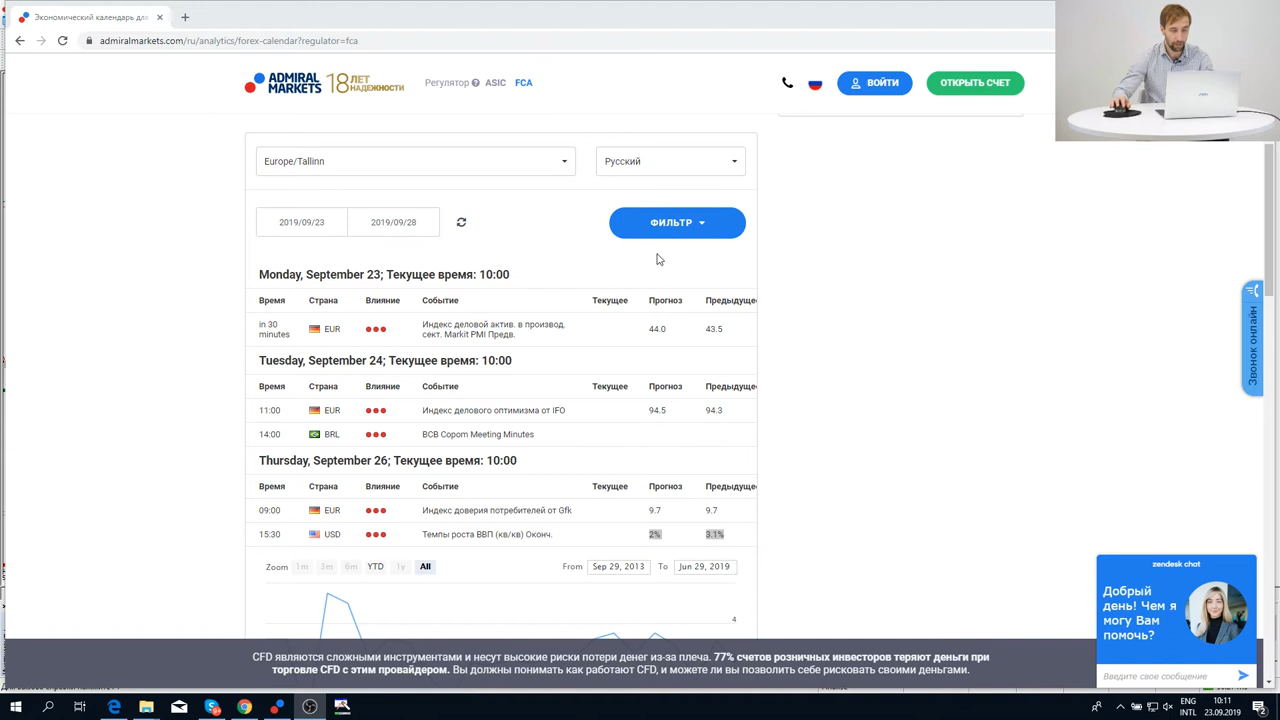 Экономический календарь дл
admiralmarkets.com/ru/analytics/forex-calendar?regulator=fca
ADMIRAL
MARKETS
18 ЛЕТ
НАДЕЖНОСТИ
Регулятор ? ASIC FCA
ВОЙТИ
ОТКРЫТЬ СЧЕТ
Europe/Tallinn
Русский
2019/09/23 2019/09/28
ФИЛЬТР
Monday, September 23; Текущее время: 10:00
Время Страна Влияние Событие Текущее Прогноз Предыдущее
in 30
minutes
EUR
Индекс деловой актив. в производ.
сект. Markit PMI Предв.
44.0 43.5
Tuesday, September 24; Текущее время: 10:00
Время Страна Влияние Событие Текущее Прогноз Предыдущее
11:00 EUR Индекс делового оптимизма от IFO 94.5 94.3
14:00 BRL BCB Copom Meeting Minutes
Thursday, September 26; Текущее время: 10:00
Время Страна Влияние Событие Текущее Прогноз Предыдущее
09:00 EUR Индекс доверия потребителей от Gfk 9.7 9.7
15:30 USD Темпы роста ВВП (кв/кв) Оконч. 2% 3.1%
Zoom 1m 3m 6m YTD 1y All From Sep 29, 2013 To Jun 29, 2019
4
Звонок онлайн
zendesk chat
Добрый
день! Чем я
могу Вам
помочь?
Введите свое сообщение
CFD являются сложными инструментами и несут высокие риски потери денег из-за плеча. 77% счетов розничных инвесторов теряют деньги при
торговле CFD с этим провайдером. Вы должны понимать как работают CFD, и можете ли вы позволить себе рисковать своими деньгами.
ENG
INTL
10:11
23.09.2019
2